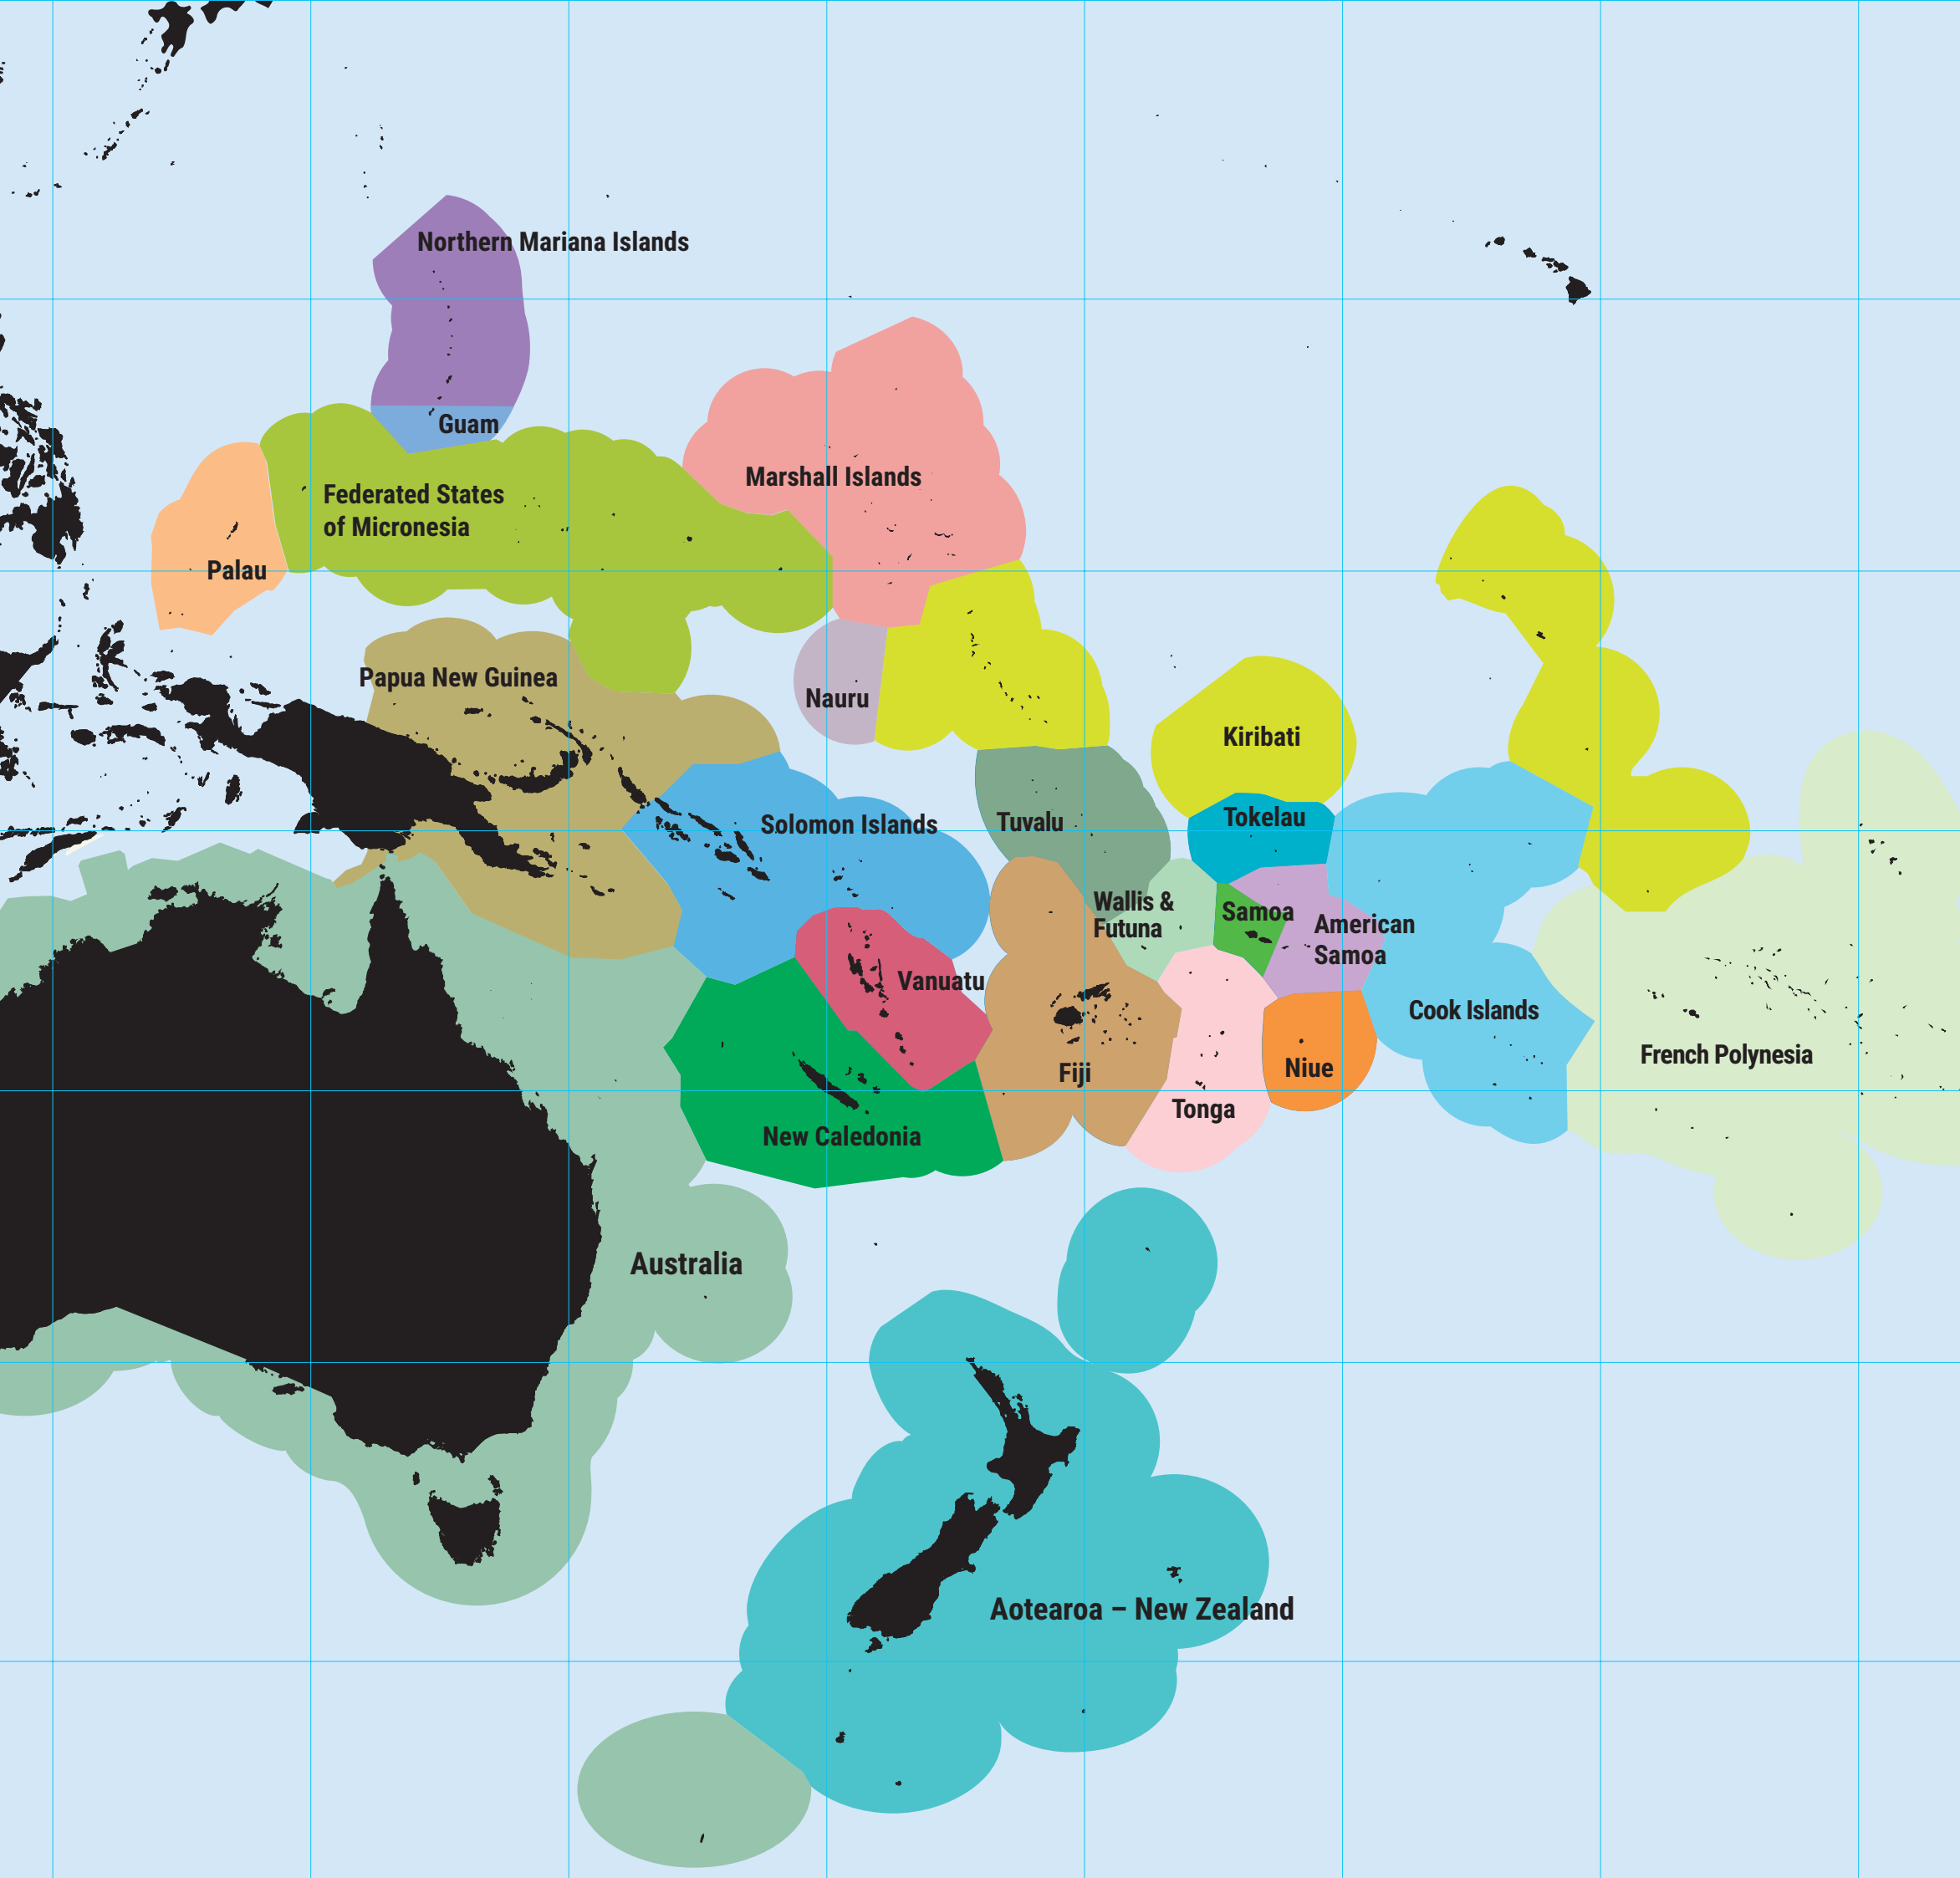 Northern Mariana Islands
Guam
Marshall Islands
Federated States
of Micronesia
Palau
Papua New Guinea
Nauru
Kiribati
Tokelau
Solomon Islands
Tuvalu
Wallis &
Futuna
Samoa
American
Samoa
Vanuatu
Cook Islands
French Polynesia
Fiji
Niue
Tonga
New Caledonia
Australia
Aotearoa – New Zealand